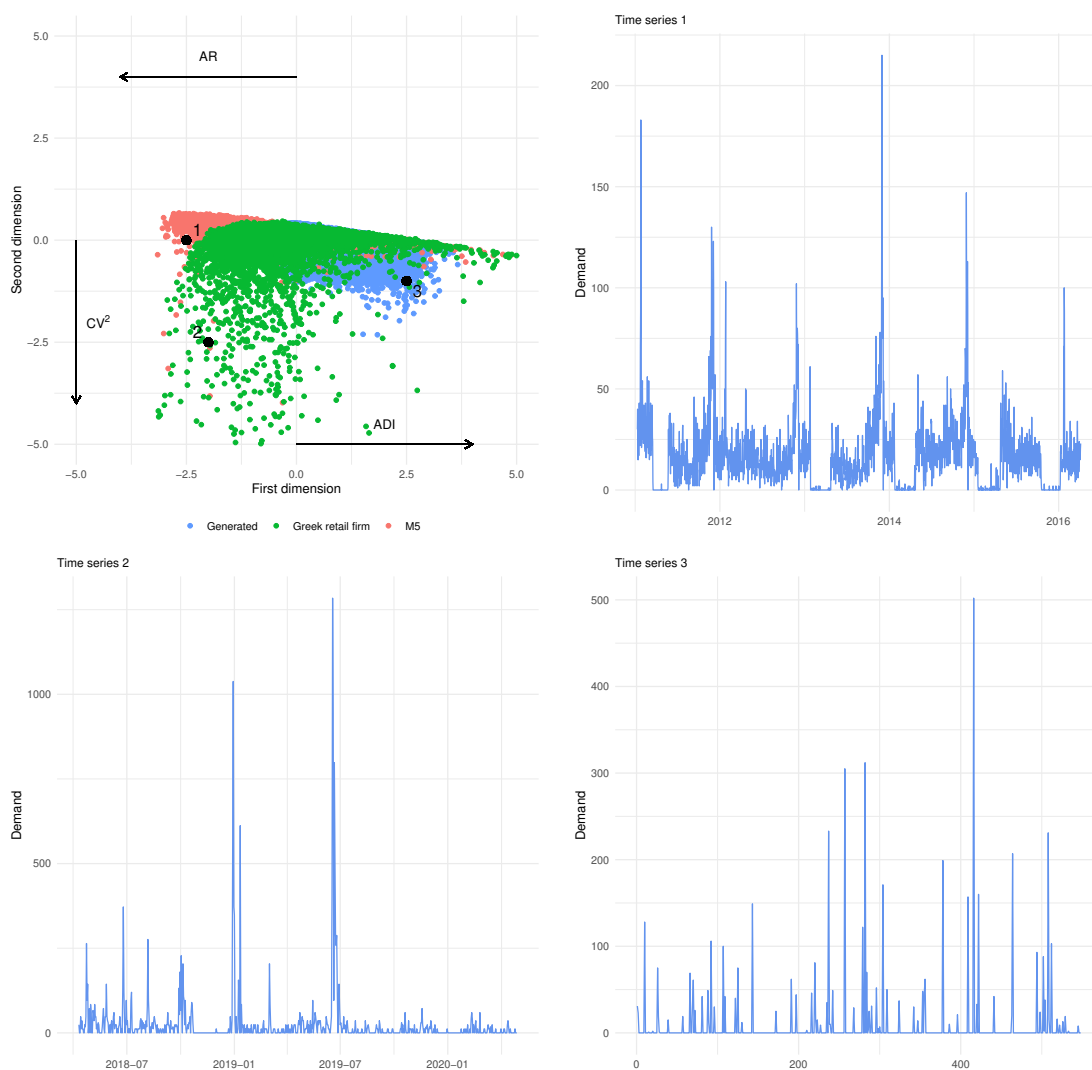 5.0
2.5
0.0
−2.5
−5.0
Second dimension
AR
1
2
3
CV²
ADI
−5.0
−2.5
0.0
2.5
5.0
First dimension
Generated
Greek retail firm
M5
Time series 1
Demand
200
150
100
50
0
2012
2014
2016
Time series 2
Demand
1000
500
0
2018−07
2019−01
2019−07
2020−01
Time series 3
Demand
500
400
300
200
100
0
0
200
400